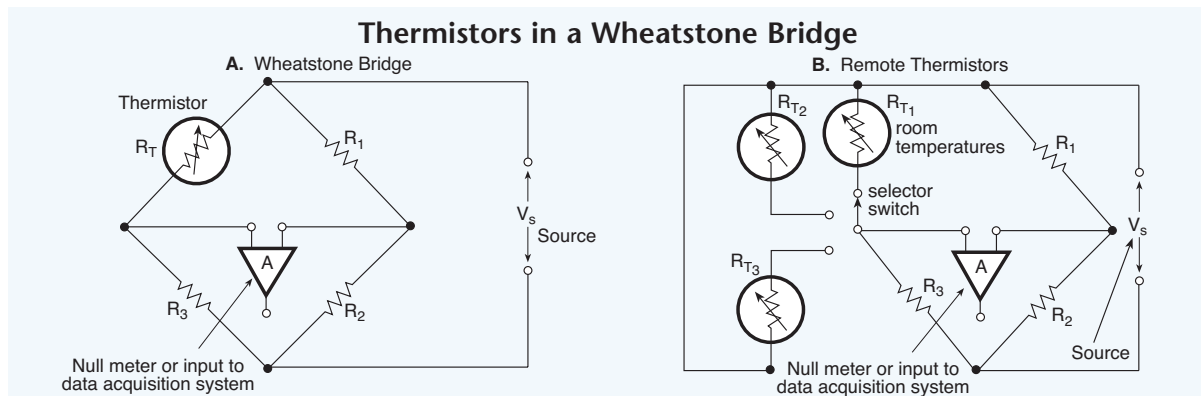 Thermistors in a Wheatstone Bridge
A. Wheatstone Bridge
Thermistor
RT
R1
Vs
Source
A
R3
R2
Null meter or input to
data acquisition system
B. Remote Thermistors
RT2
RT1
room
temperatures
R1
selector
switch
Vs
A
RT3
R3
R2
Source
Null meter or input to
data acquisition system